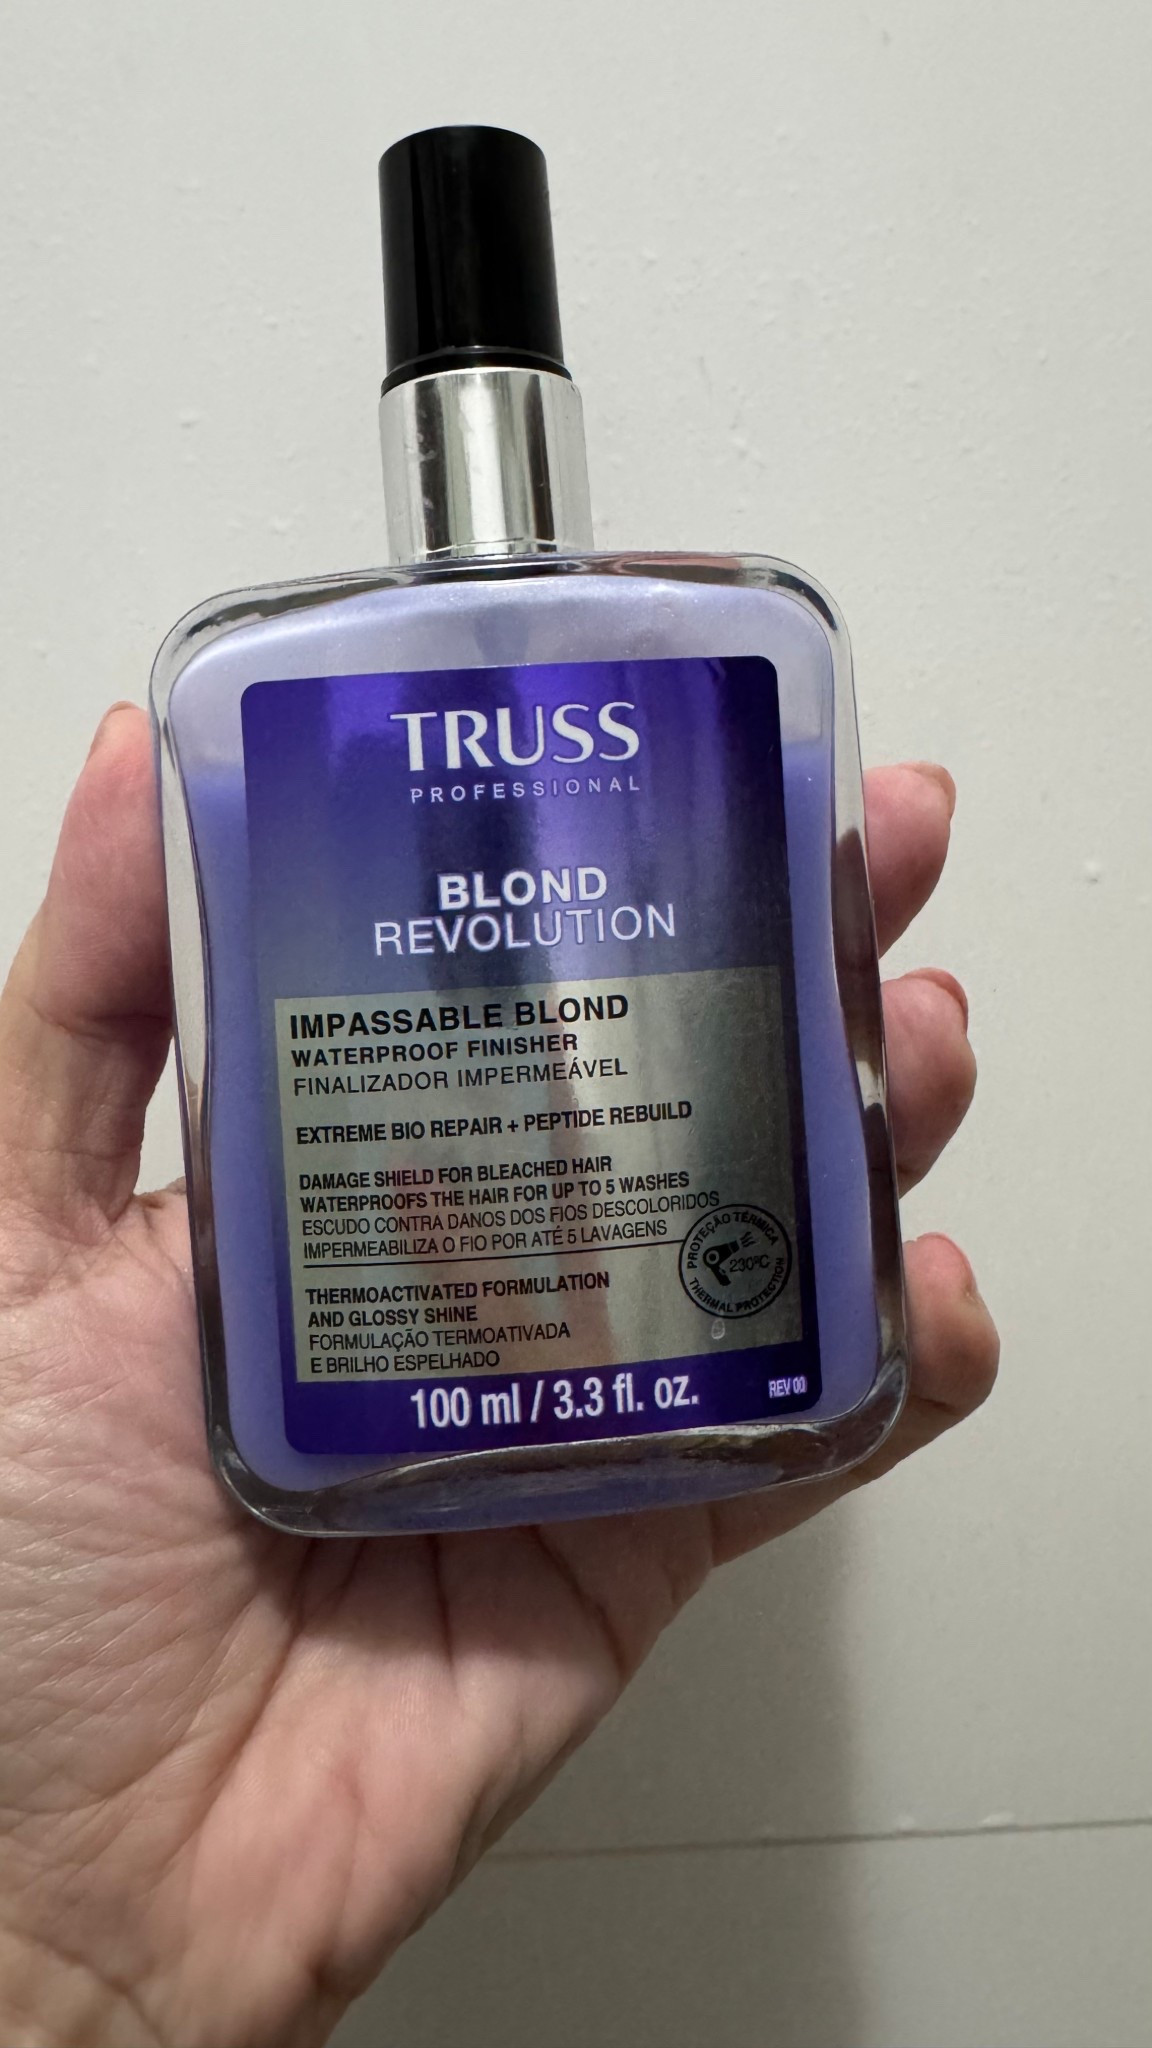 TRUSS
PROFESSIONAL
BLOND
REVOLUTION
IMPASSABLE BLOND
WATERPROOF FINISHER
FINALIZADOR IMPERMEÁVEL
EXTREME BIO REPAIR + PEPTIDE REBUILD
DAMAGE SHIELD FOR BLEACHED HAIR
WATERPROOFS THE HAIR FOR UP TO 5 WASHES
ESCUDO CONTRA DANOS DOS FIOS DESCOLORIDOS
IMPERMEABILIZA O FIO POR ATÉ 5 LAVAGENS
PROTEÇÃO TÉRMICA
230ºC
THERMAL PROTECTION
THERMOACTIVATED FORMULATION
AND GLOSSY SHINE
FORMULAÇÃO TERMOATIVADA
E BRILHO ESPELHADO
100 ml / 3.3 fl. oz.
REV 00